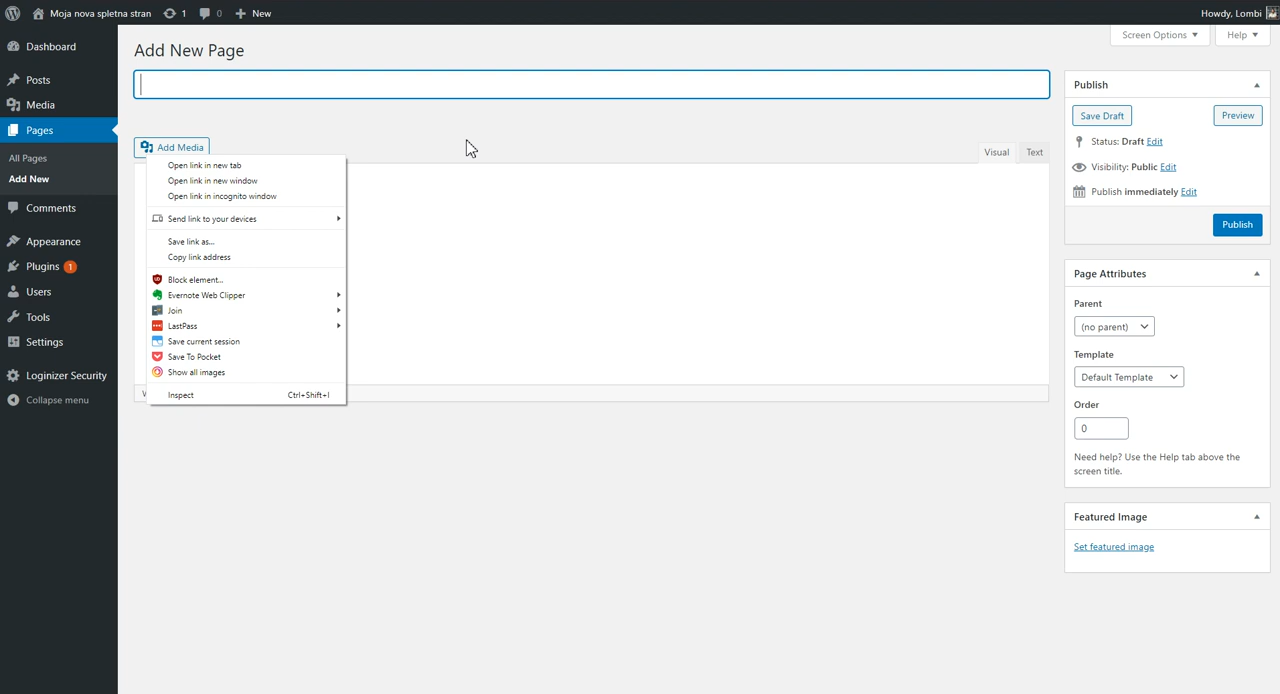 Moja nova spletna stran
1
0
New
Howdy, Lombi
Dashboard
Posts
Media
Pages
All Pages
Add New
Comments
Appearance
Plugins 1
Users
Tools
Settings
Loginizer Security
Collapse menu
Screen Options
Help
Add New Page
Add Media
Visual
Text
Open link in new tab
Open link in new window
Open link in incognito window
Send link to your devices
Save link as...
Copy link address
Block element...
Evernote Web Clipper
Join
LastPass
Save current session
Save To Pocket
Show all images
Inspect Ctrl+Shift+I
Publish
Save Draft
Preview
Status: Draft Edit
Visibility: Public Edit
Publish immediately Edit
Publish
Page Attributes
Parent
(no parent)
Template
Default Template
Order
0
Need help? Use the Help tab above the
screen title.
Featured Image
Set featured image